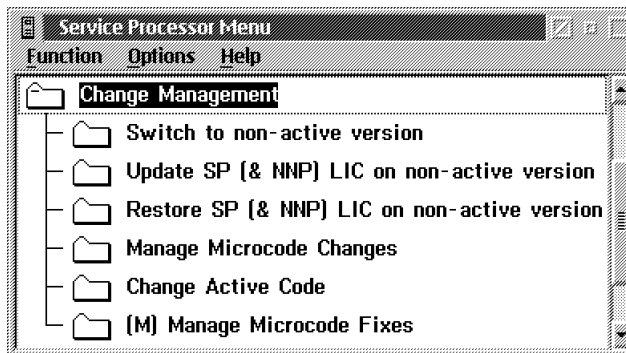 Service Processor Menu
Function Options Help
Change Management
Switch to non-active version
Update SP (& NNP) LIC on non-active version
Restore SP (& NNP) LIC on non-active version
Manage Microcode Changes
Change Active Code
(M) Manage Microcode Fixes